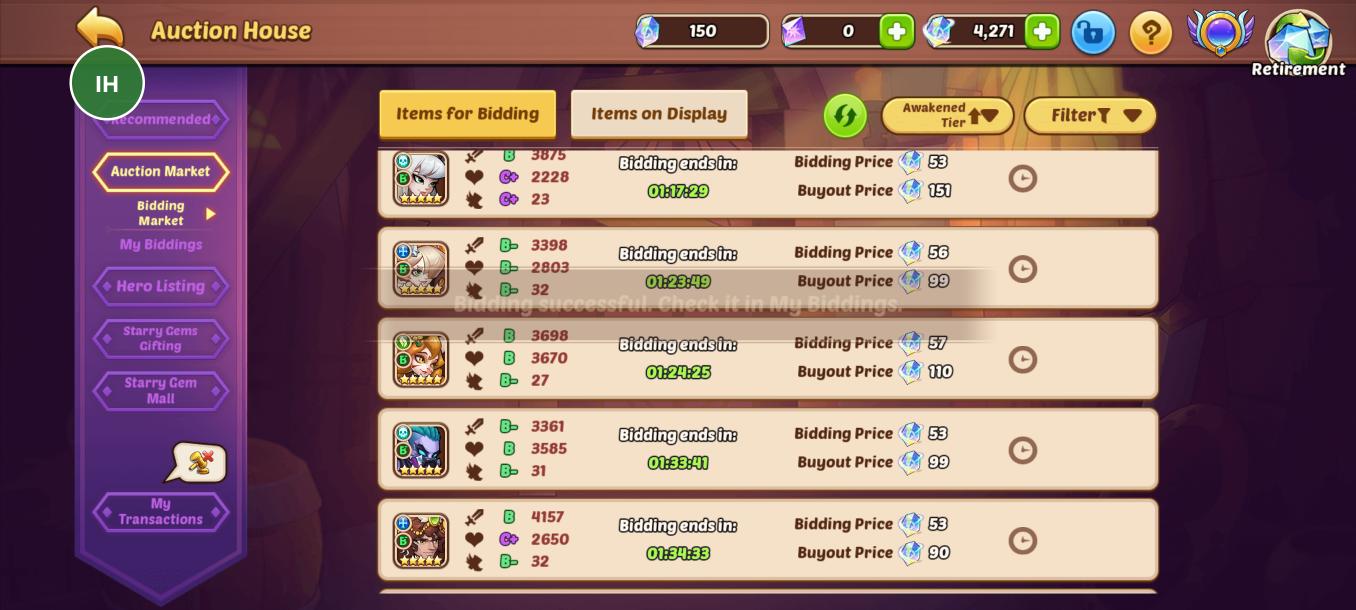 Auction House
150
0
4,271
Retirement
IH
Recommended
Auction Market
Bidding
Market
My Biddings
Hero Listing
Starry Gems
Gifting
Starry Gem
Mall
My
Transactions
Items for Bidding
Items on Display
Awakened
Tier
Filter
B 3875
B C+ 2228
C+ 23
Bidding ends in:
01:17:29
Bidding Price 53
Buyout Price 151
B- 3398
B B- 2803
B- 32
Bidding ends in:
01:23:49
Bidding Price 56
Buyout Price 99
Bidding successful. Check it in My Biddings.
B 3698
B B 3670
B- 27
Bidding ends in:
01:24:25
Bidding Price 57
Buyout Price 110
B- 3361
B B 3585
B- 31
Bidding ends in:
01:33:41
Bidding Price 53
Buyout Price 99
B 4157
B C+ 2650
B- 32
Bidding ends in:
01:34:33
Bidding Price 53
Buyout Price 90